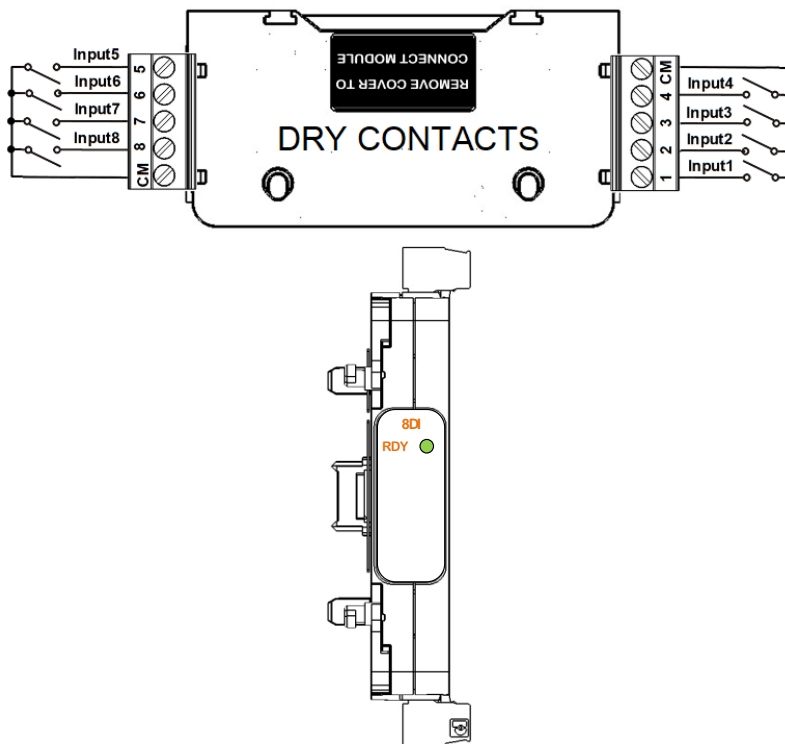 Input5
Input6
Input7
Input8
5
6
7
8
CM
REMOVE COVER TO
CONNECT MODULE
DRY CONTACTS
CM
4
3
2
1
Input4
Input3
Input2
Input1
8DI
RDY